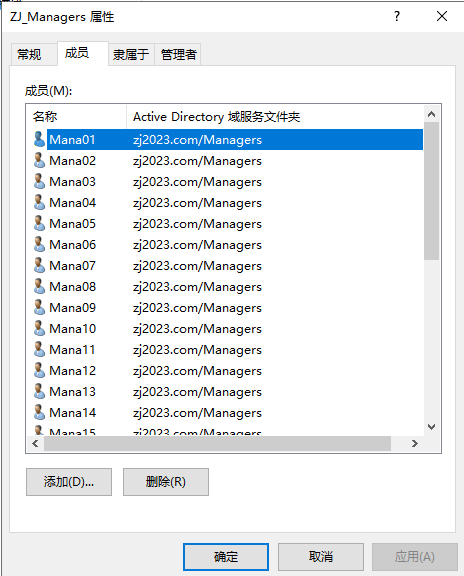 ZJ_Managers 属性
常规 成员 隶属于 管理者
成员(M):
名称 Active Directory 域服务文件夹
Mana01 zj2023.com/Managers
Mana02 zj2023.com/Managers
Mana03 zj2023.com/Managers
Mana04 zj2023.com/Managers
Mana05 zj2023.com/Managers
Mana06 zj2023.com/Managers
Mana07 zj2023.com/Managers
Mana08 zj2023.com/Managers
Mana09 zj2023.com/Managers
Mana10 zj2023.com/Managers
Mana11 zj2023.com/Managers
Mana12 zj2023.com/Managers
Mana13 zj2023.com/Managers
Mana14 zj2023.com/Managers
Mana15 zj2023.com/Managers
添加(D)... 删除(R)
确定 取消 应用(A)